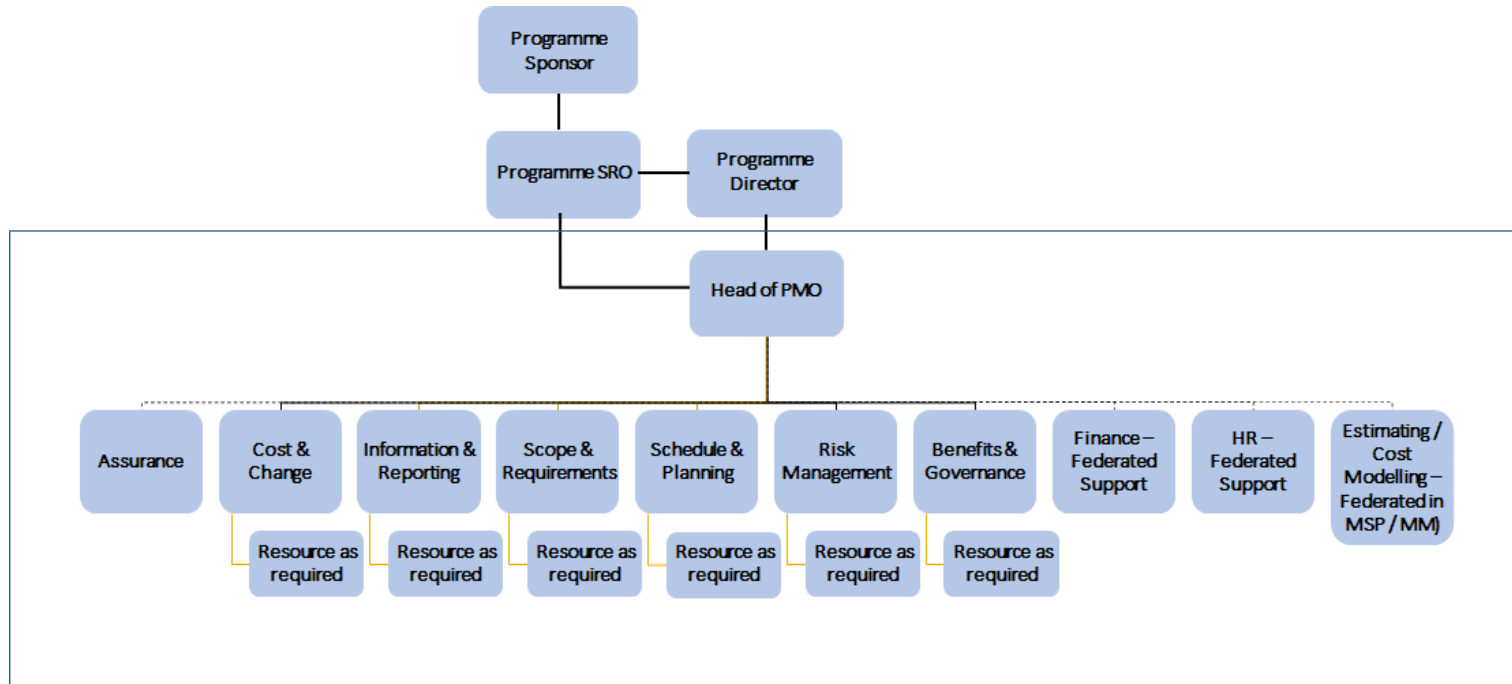 Programme
Sponsor
Programme SRO
Programme
Director
Head of PMO
Assurance
Cost &
Change
Information &
Reporting
Scope &
Requirements
Schedule &
Planning
Risk
Management
Benefits &
Governance
Finance –
Federated
Support
HR –
Federated
Support
Estimating /
Cost
Modelling –
Federated in
MSP / MM)
Resource as
required
Resource as
required
Resource as
required
Resource as
required
Resource as
required
Resource as
required